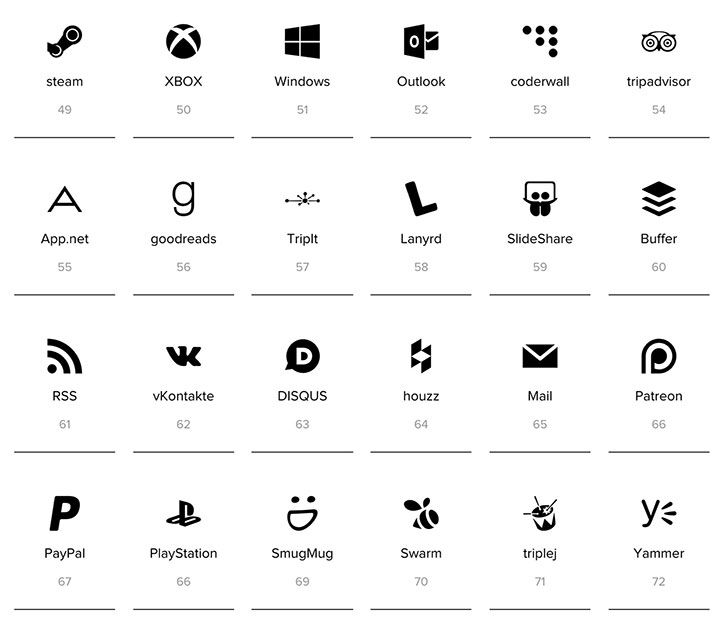 steam XBOX Windows Outlook coderwall tripadvisor
49 50 51 52 53 54
App.net goodreads TripIt Lanyrd SlideShare Buffer
55 56 57 58 59 60
RSS vKontakte DISQUS houzz Mail Patreon
61 62 63 64 65 66
PayPal PlayStation SmugMug Swarm triplej Yammer
67 66 69 70 71 72